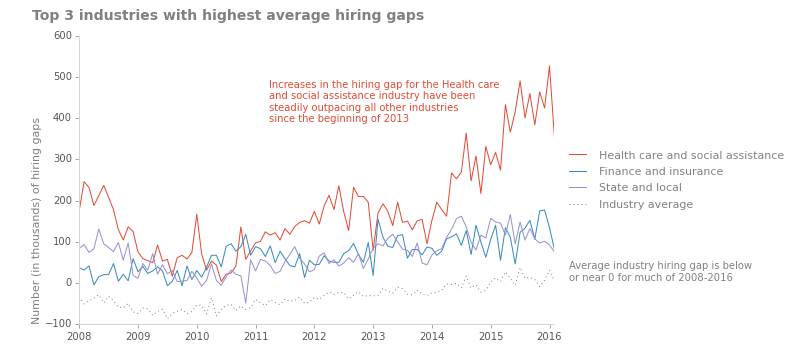 Top 3 industries with highest average hiring gaps
Number (in thousands) of hiring gaps
600
500
400
300
200
100
0
−100
2008
2009
2010
2011
2012
2013
2014
2015
2016
Increases in the hiring gap for the Health care
and social assistance industry have been
steadily outpacing all other industries
since the beginning of 2013
Health care and social assistance
Finance and insurance
State and local
Industry average
Average industry hiring gap is below
or near 0 for much of 2008-2016